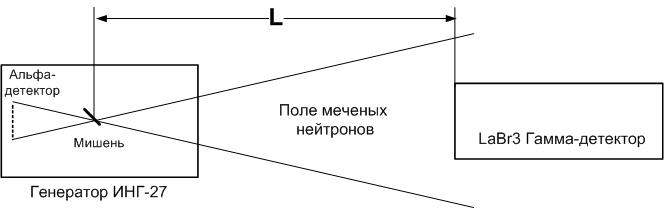 L
Альфа-
детектор
Мишень
Поле меченых
нейтронов
LaBr3 Гамма-детектор
Генератор ИНГ-27